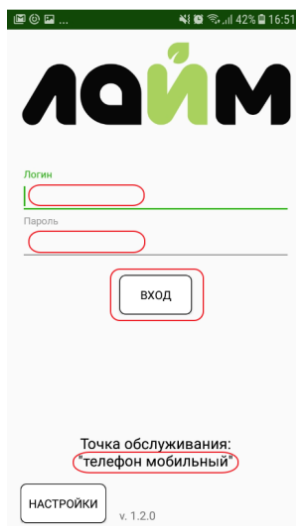 ... 42% 16:51
лайм
Логин
Пароль
ВХОД
Точка обслуживания:
"телефон мобильный"
НАСТРОЙКИ
v. 1.2.0